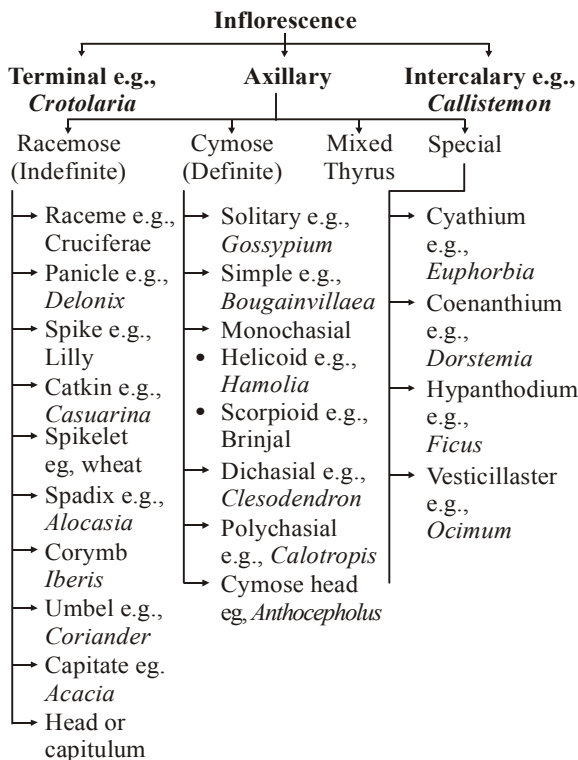 Inflorescence
Terminal e.g.,
Crotolaria
Axillary
Intercalary e.g.,
Callistemon
Racemose
(Indefinite)
Cymose
(Definite)
Mixed
Thyrus
Special
Raceme e.g.,
Cruciferae
Panicle e.g.,
Delonix
Spike e.g.,
Lilly
Catkin e.g.,
Casuarina
Spikelet
eg, wheat
Spadix e.g.,
Alocasia
Corymb
Iberis
Umbel e.g.,
Coriander
Capitate eg.
Acacia
Head or
capitulum
Solitary e.g.,
Gossypium
Simple e.g.,
Bougainvillaea
Monochasial
• Helicoid e.g.,
Hamolia
• Scorpioid e.g.,
Brinjal
Dichasial e.g.,
Clesodendron
Polychasial
e.g., Calotropis
Cymose head
eg, Anthocepholus
Cyathium
e.g.,
Euphorbia
Coenanthium
e.g.,
Dorstemia
Hypanthodium
e.g.,
Ficus
Vesticillaster
e.g.,
Ocimum